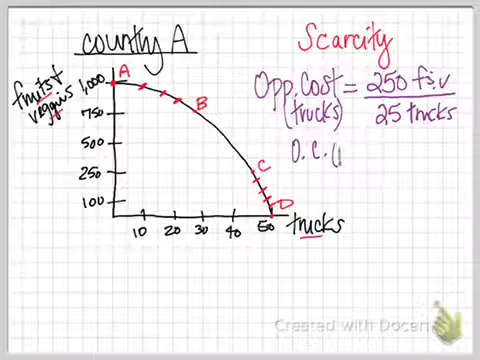 country A
Scarcity
fruits &
veggis
1,000
A
750
B
500
250
C
100
D
10 20 30 40 50
trucks
Opp. Cost = 250 f&v
(trucks) 25 trucks
O.C. (
Created with Doceri